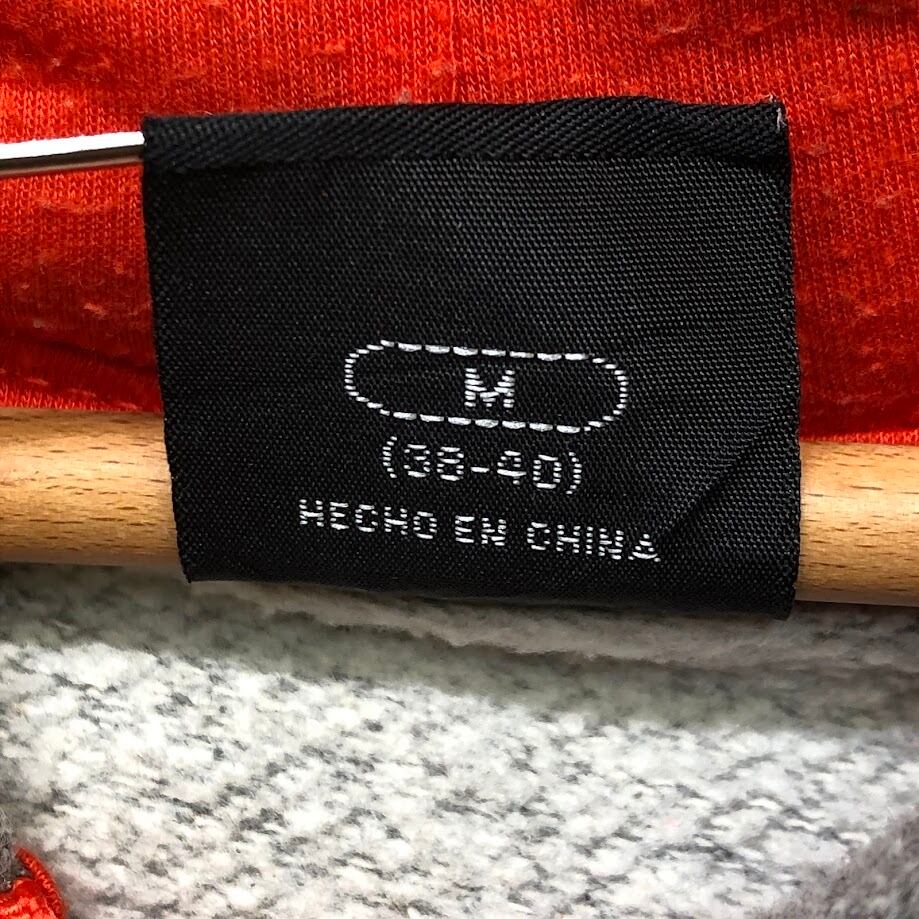 M
(38-40)
HECHO EN CHINA